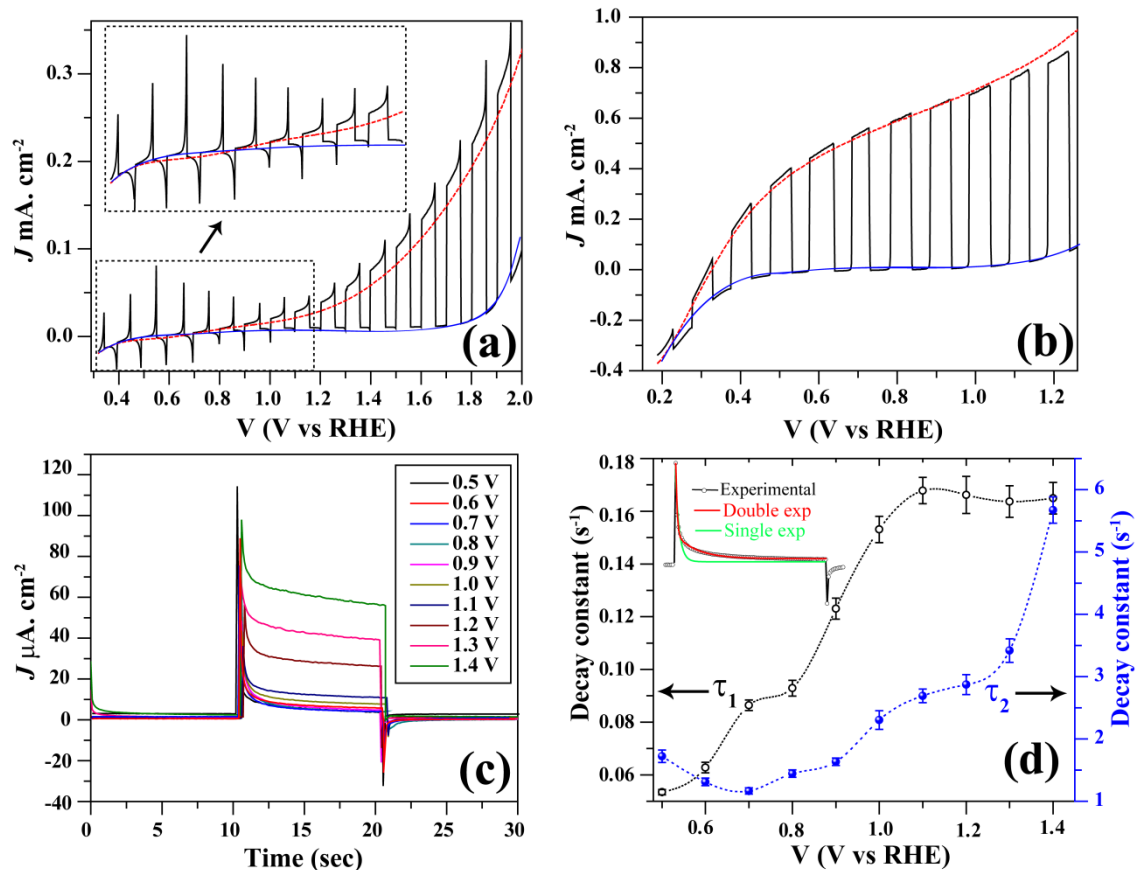 0.3
0.2
0.1
0.0
J mA. cm-2
0.4 0.6 0.8 1.0 1.2 1.4 1.6 1.8 2.0
V (V vs RHE)
(a)
1.0
0.8
0.6
0.4
0.2
0.0
-0.2
-0.4
J mA. cm-2
0.2 0.4 0.6 0.8 1.0 1.2
V (V vs RHE)
(b)
120
100
80
60
40
20
0
-20
-40
J μA. cm-2
0 5 10 15 20 25 30
Time (sec)
0.5 V
0.6 V
0.7 V
0.8 V
0.9 V
1.0 V
1.1 V
1.2 V
1.3 V
1.4 V
(c)
0.18
0.16
0.14
0.12
0.10
0.08
0.06
Decay constant (s-1)
Experimental
Double exp
Single exp
τ1
τ2
0.6 0.8 1.0 1.2 1.4
V (V vs RHE)
6
5
4
3
2
1
Decay constant (s-1)
(d)